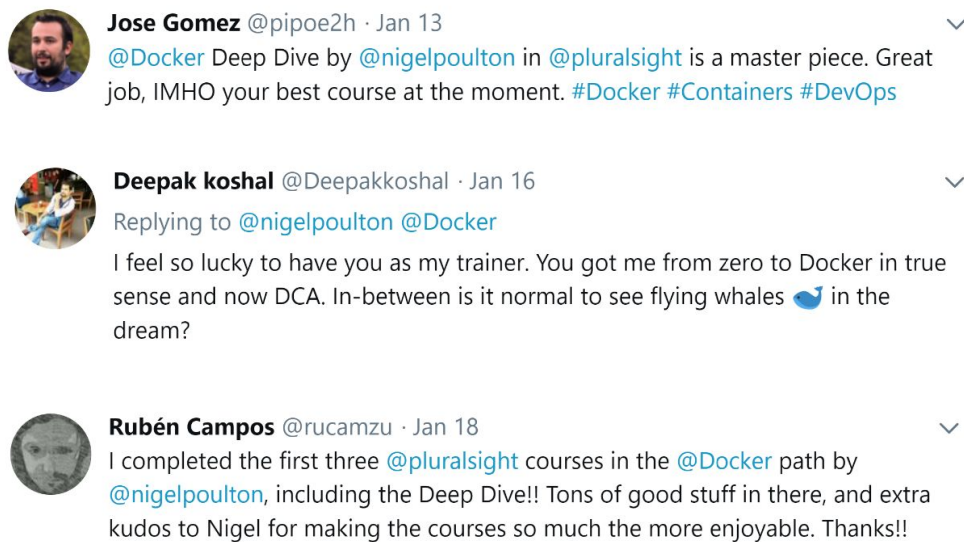 Jose Gomez @pipoe2h · Jan 13
@Docker Deep Dive by @nigelpoulton in @pluralsight is a master piece. Great
job, IMHO your best course at the moment. #Docker #Containers #DevOps
Deepak koshal @Deepakkoshal · Jan 16
Replying to @nigelpoulton @Docker
I feel so lucky to have you as my trainer. You got me from zero to Docker in true
sense and now DCA. In-between is it normal to see flying whales 🐋 in the
dream?
Rubén Campos @rucamzu · Jan 18
I completed the first three @pluralsight courses in the @Docker path by
@nigelpoulton, including the Deep Dive!! Tons of good stuff in there, and extra
kudos to Nigel for making the courses so much the more enjoyable. Thanks!!